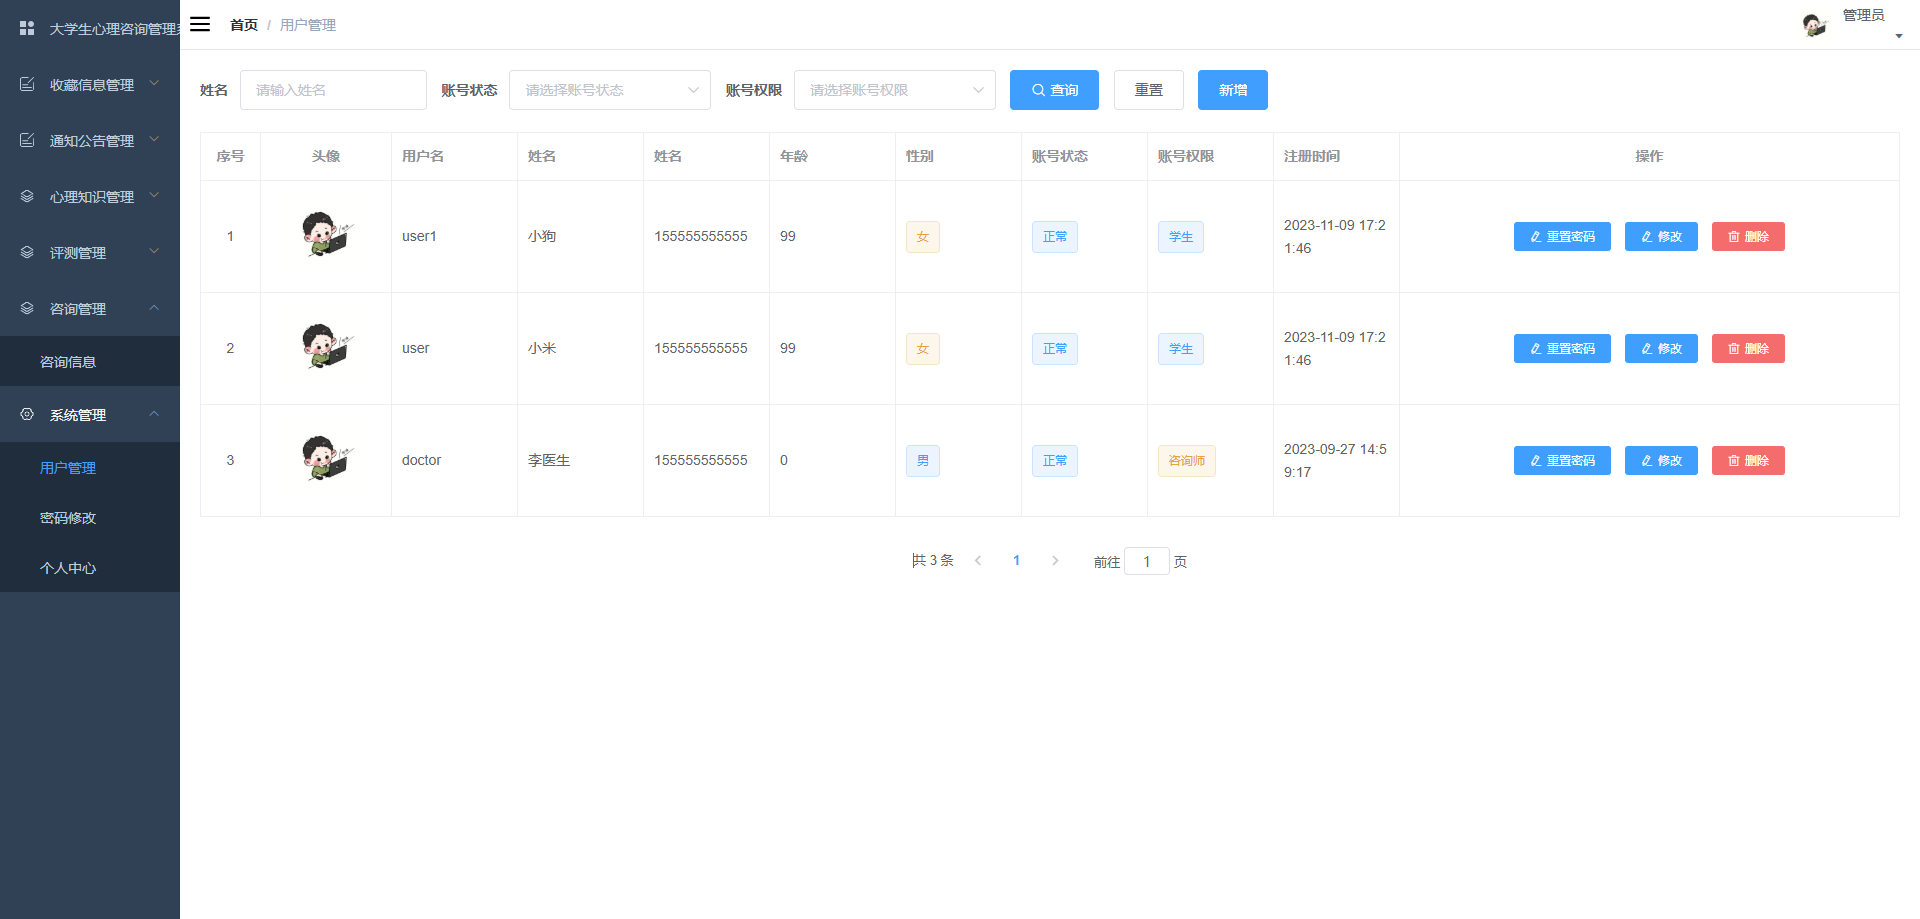 大学生心理咨询管理系
收藏信息管理
通知公告管理
心理知识管理
评测管理
咨询管理
咨询信息
系统管理
用户管理
密码修改
个人中心
首页 / 用户管理
管理员
姓名 请输入姓名 账号状态 请选择账号状态 账号权限 请选择账号权限 查询 重置 新增
序号 头像 用户名 姓名 姓名 年龄 性别 账号状态 账号权限 注册时间 操作
1 user1 小狗 155555555555 99 女 正常 学生 2023-11-09 17:2
1:46
重置密码 修改 删除
2 user 小米 155555555555 99 女 正常 学生 2023-11-09 17:2
1:46
重置密码 修改 删除
3 doctor 李医生 155555555555 0 男 正常 咨询师 2023-09-27 14:5
9:17
重置密码 修改 删除
共 3 条 1 前往 1 页